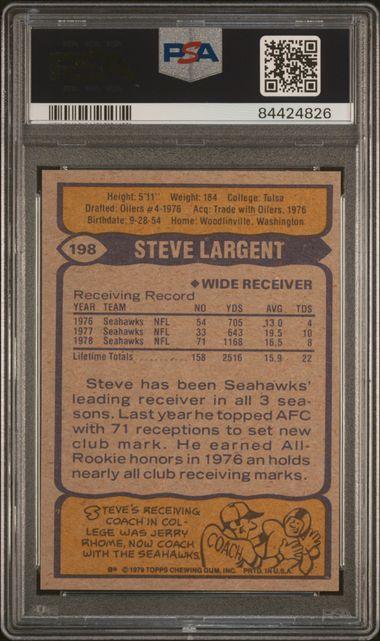 PSA
84424826
Height: 5'11" Weight: 184 College: Tulsa
Drafted: Oilers #4-1976 Acq: Trade with Oilers, 1976
Birthdate: 9-28-54 Home: Woodlinville, Washington
198 STEVE LARGENT
◆WIDE RECEIVER
Receiving Record
YEAR TEAM NO YDS AVG TDS
1976 Seahawks NFL 54 705 13.0 4
1977 Seahawks NFL 33 643 19.5 10
1978 Seahawks NFL 71 1168 16.5 8
Lifetime Totals 158 2516 15.9 22
Steve has been Seahawks'
leading receiver in all 3 sea-
sons. Last year he topped AFC
with 71 receptions to set new
club mark. He earned All-
Rookie honors in 1976 an holds
nearly all club receiving marks.
STEVE'S RECEIVING
COACH IN COL-
LEGE WAS JERRY
RHOME, NOW COACH
WITH THE SEAHAWKS.
COACH
© 1979 TOPPS CHEWING GUM, INC. PRTD. IN U.S.A.